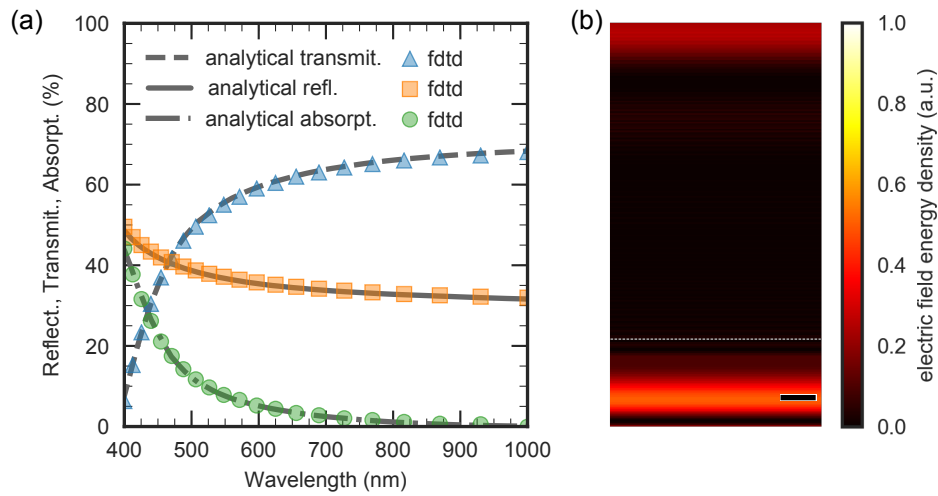 (a)
100
80
60
40
20
0
Reflect., Transmit., Absorpt. (%)
analytical transmit. fdtd
analytical refl. fdtd
analytical absorpt. fdtd
400 500 600 700 800 900 1000
Wavelength (nm)
(b)
1.0
0.8
0.6
0.4
0.2
0.0
electric field energy density (a.u.)